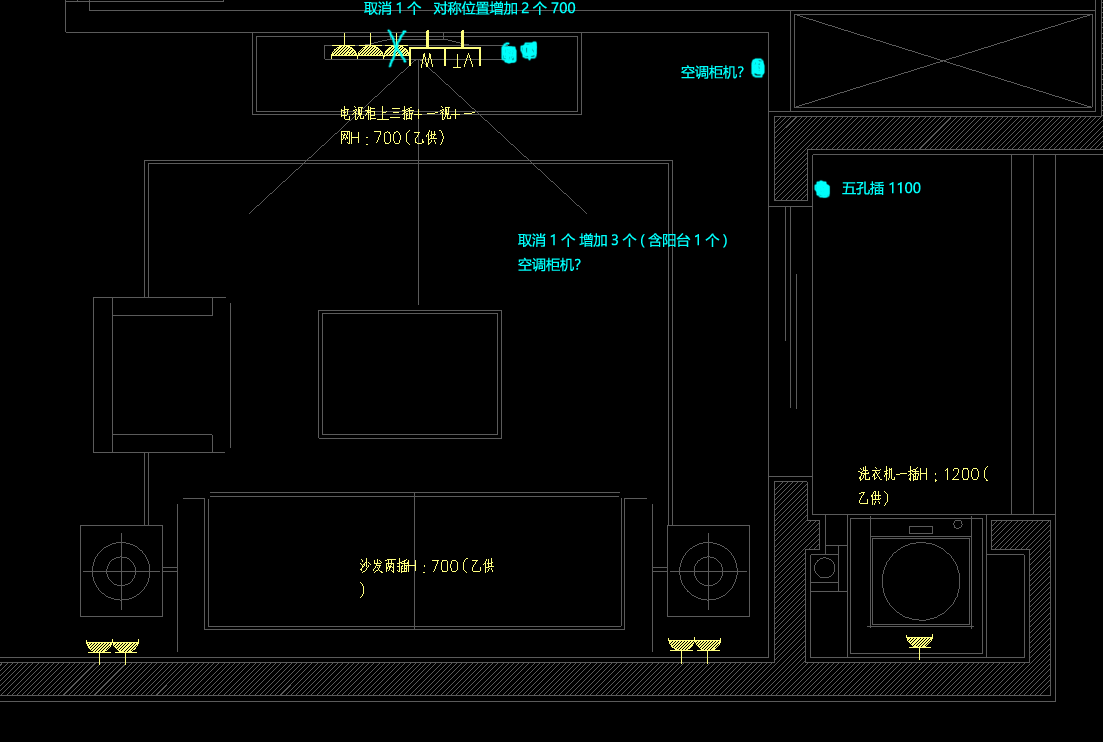 取消 1 个 对称位置增加 2 个 700
W TV
空调柜机?
电视柜上三插+一视+一
网H：700(乙供)
五孔插 1100
取消 1 个 增加 3 个 ( 含阳台 1 个 )
空调柜机?
洗衣机一插H：1200(
乙供)
沙发两插H：700(乙供
)